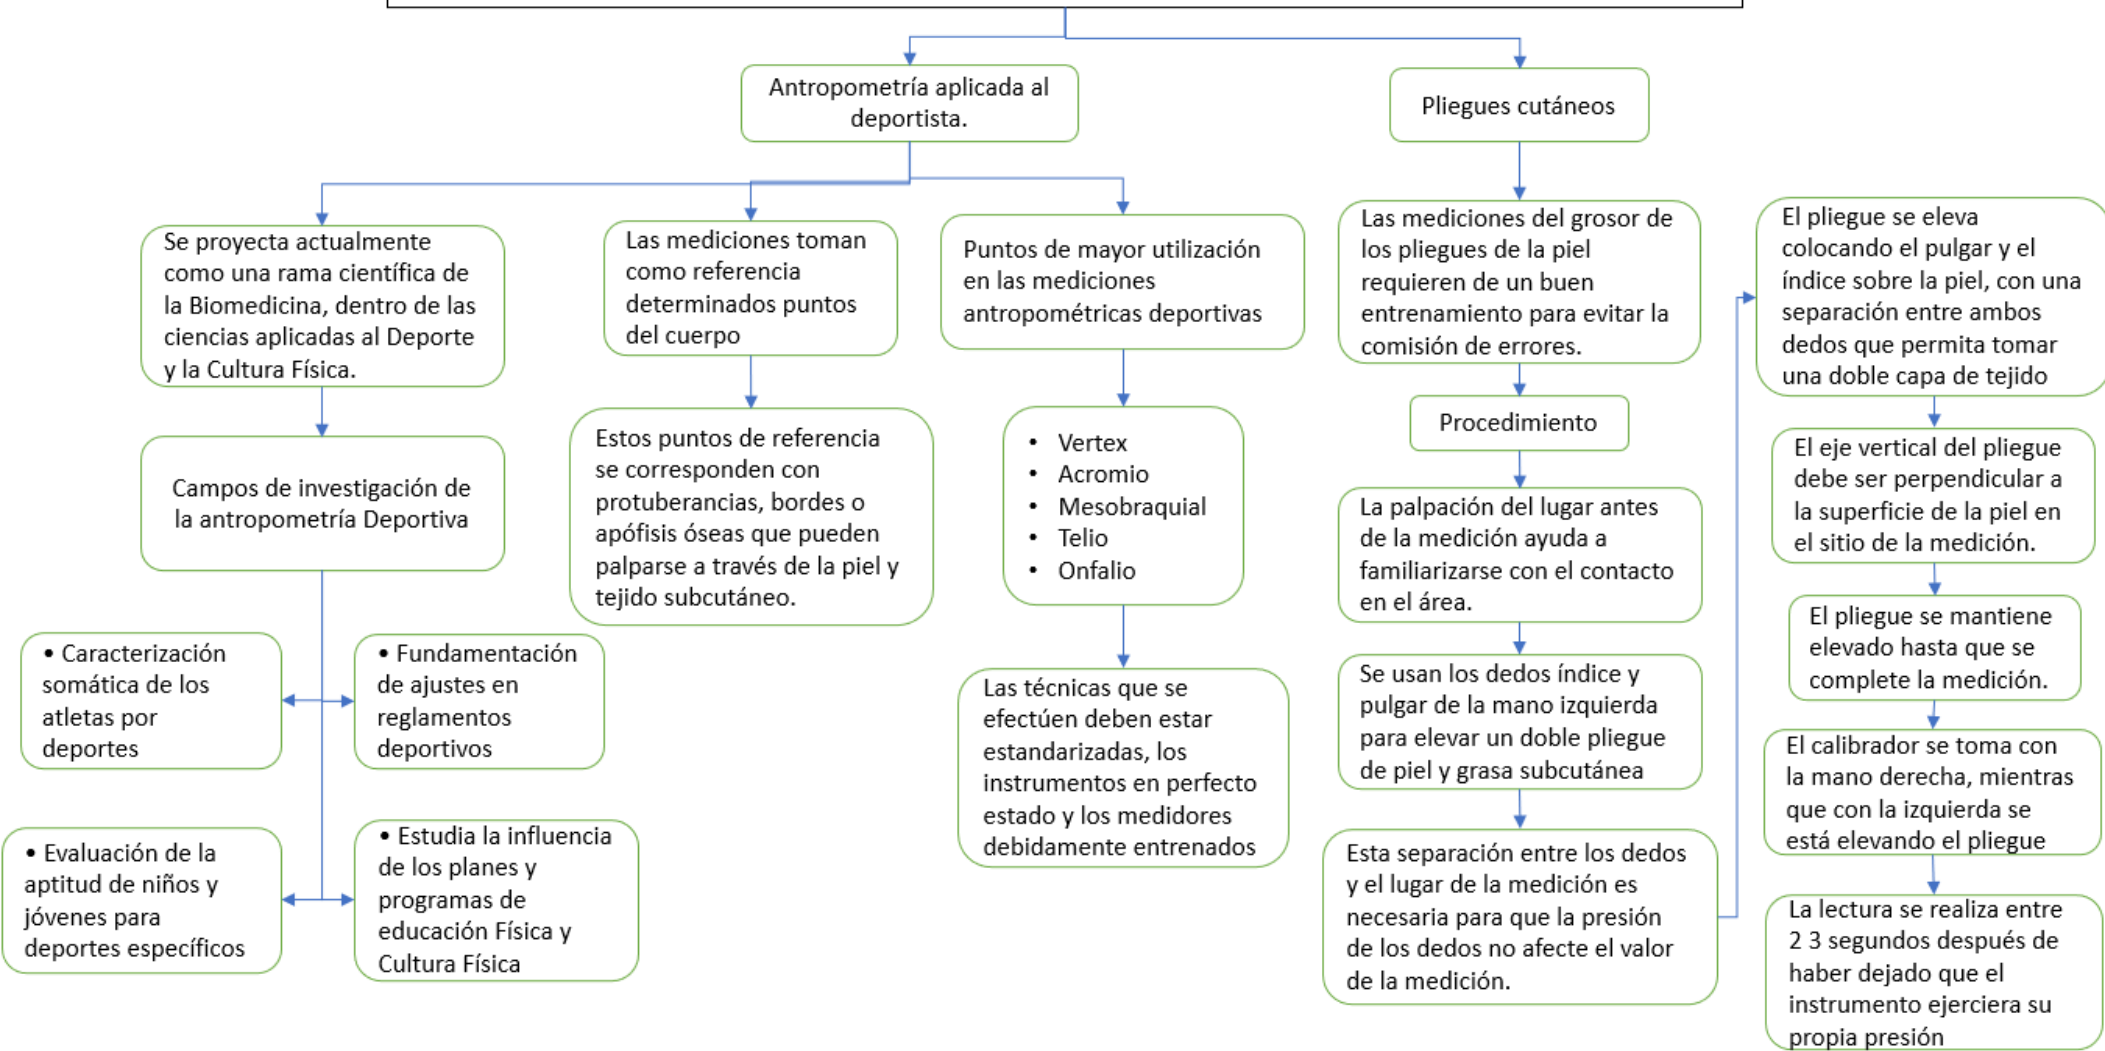 Antropometría aplicada al
deportista.
Pliegues cutáneos
Se proyecta actualmente
como una rama científica de
la Biomedicina, dentro de las
ciencias aplicadas al Deporte
y la Cultura Física.
Las mediciones toman
como referencia
determinados puntos
del cuerpo
Puntos de mayor utilización
en las mediciones
antropométricas deportivas
Las mediciones del grosor de
los pliegues de la piel
requieren de un buen
entrenamiento para evitar la
comisión de errores.
El pliegue se eleva
colocando el pulgar y el
índice sobre la piel, con una
separación entre ambos
dedos que permita tomar
una doble capa de tejido
Campos de investigación de
la antropometría Deportiva
Estos puntos de referencia
se corresponden con
protuberancias, bordes o
apófisis óseas que pueden
palparse a través de la piel y
tejido subcutáneo.
• Vertex
• Acromio
• Mesobraquial
• Telio
• Onfalio
Procedimiento
El eje vertical del pliegue
debe ser perpendicular a
la superficie de la piel en
el sitio de la medición.
La palpación del lugar antes
de la medición ayuda a
familiarizarse con el contacto
en el área.
El pliegue se mantiene
elevado hasta que se
complete la medición.
• Caracterización
somática de los
atletas por
deportes
• Fundamentación
de ajustes en
reglamentos
deportivos
Las técnicas que se
efectúen deben estar
estandarizadas, los
instrumentos en perfecto
estado y los medidores
debidamente entrenados
Se usan los dedos índice y
pulgar de la mano izquierda
para elevar un doble pliegue
de piel y grasa subcutánea
El calibrador se toma con
la mano derecha, mientras
que con la izquierda se
está elevando el pliegue
• Evaluación de la
aptitud de niños y
jóvenes para
deportes específicos
• Estudia la influencia
de los planes y
programas de
educación Física y
Cultura Física
Esta separación entre los dedos
y el lugar de la medición es
necesaria para que la presión
de los dedos no afecte el valor
de la medición.
La lectura se realiza entre
2 3 segundos después de
haber dejado que el
instrumento ejerciera su
propia presión